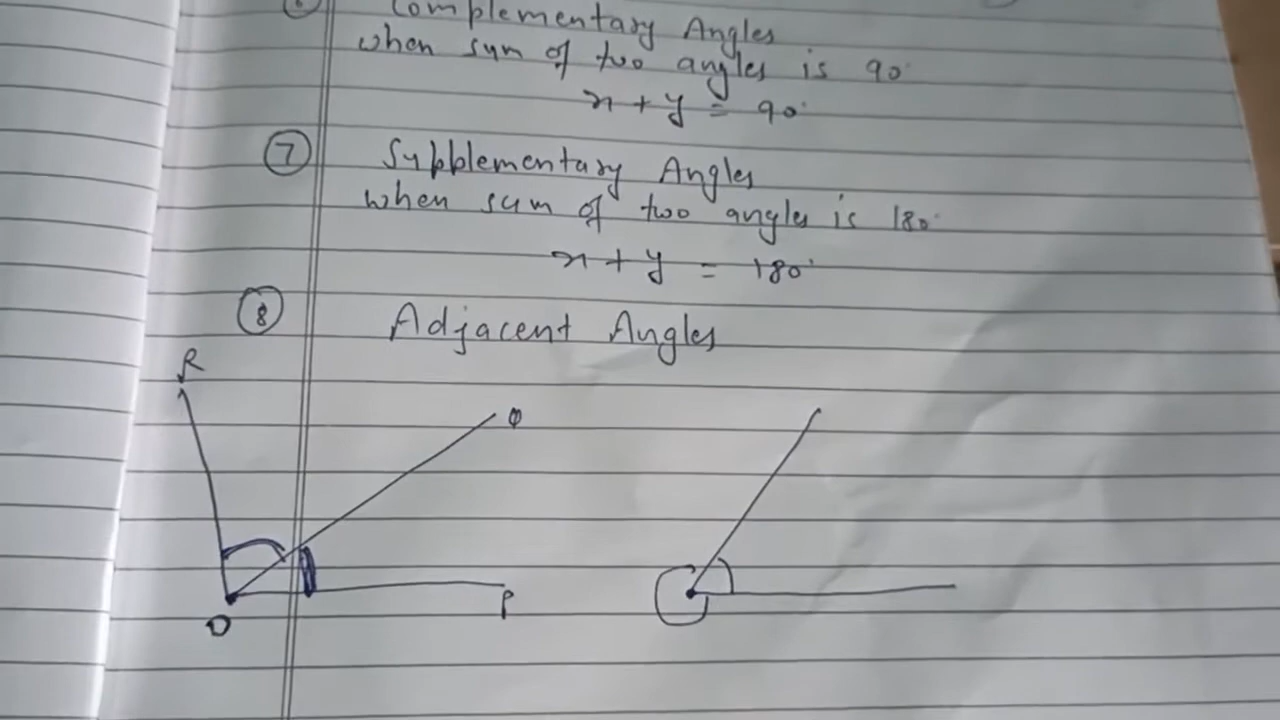 6 Complementary Angles
when sum of two angles is 90°
x + y = 90°
7 Supplementary Angles
when sum of two angles is 180°
x + y = 180°
8 Adjacent Angles
R
Q
O
P